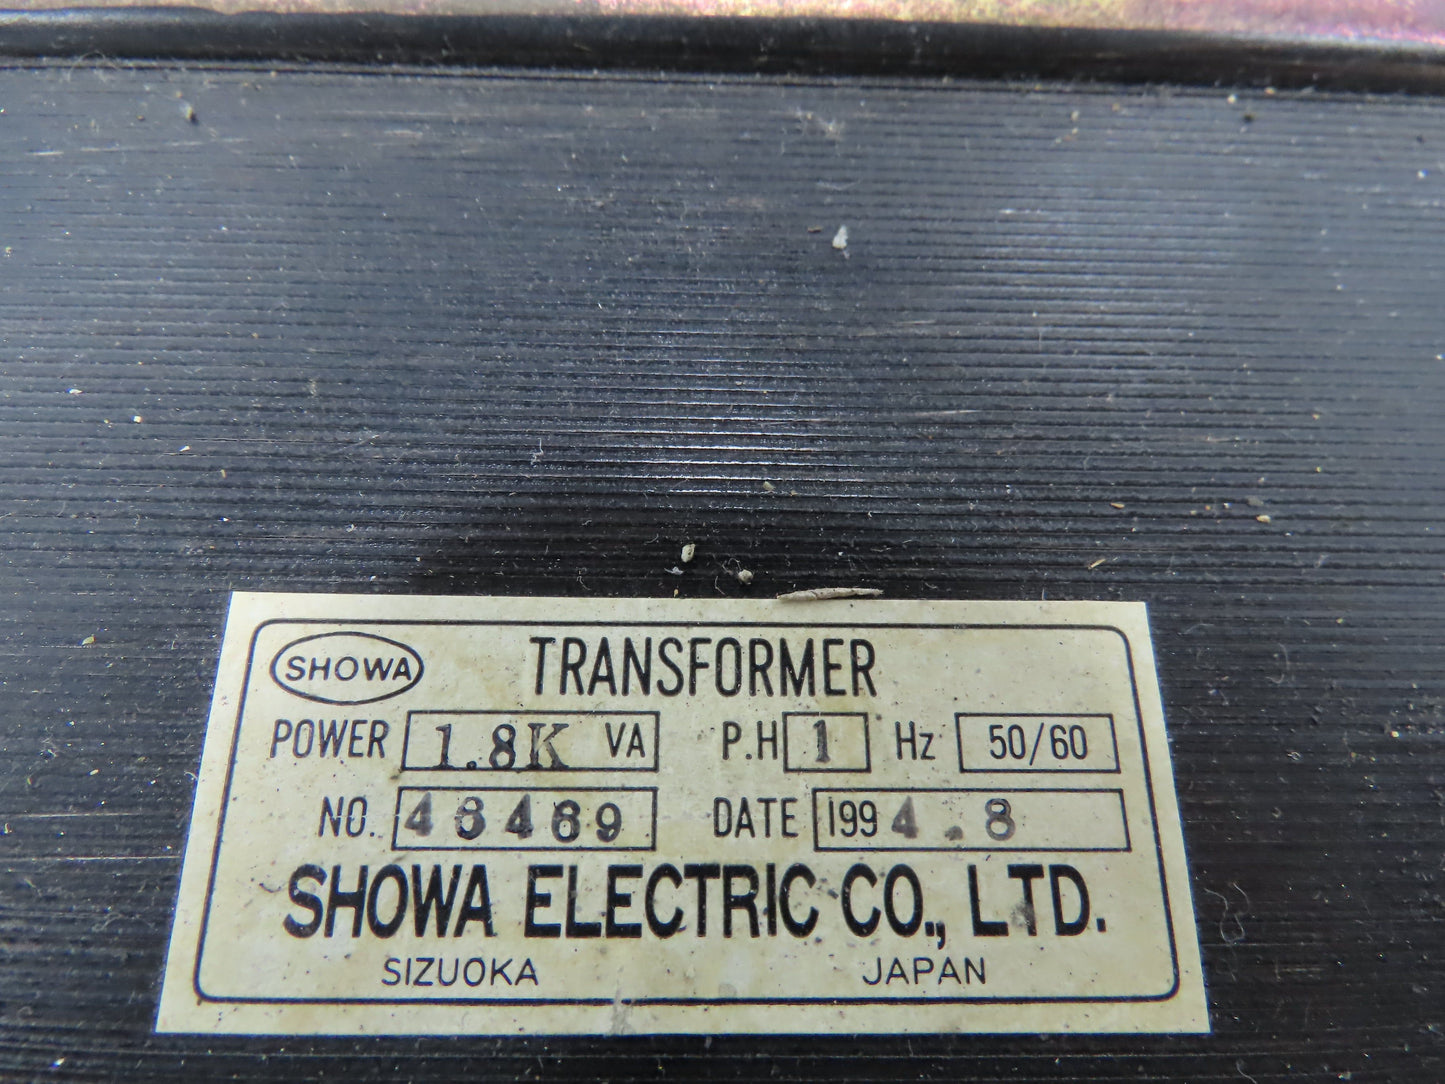 SHOWA TRANSFORMER
POWER 1.8K VA P.H 1 Hz 50/60
NO. 46469 DATE 1994.8
SHOWA ELECTRIC CO., LTD.
SIZUOKA JAPAN